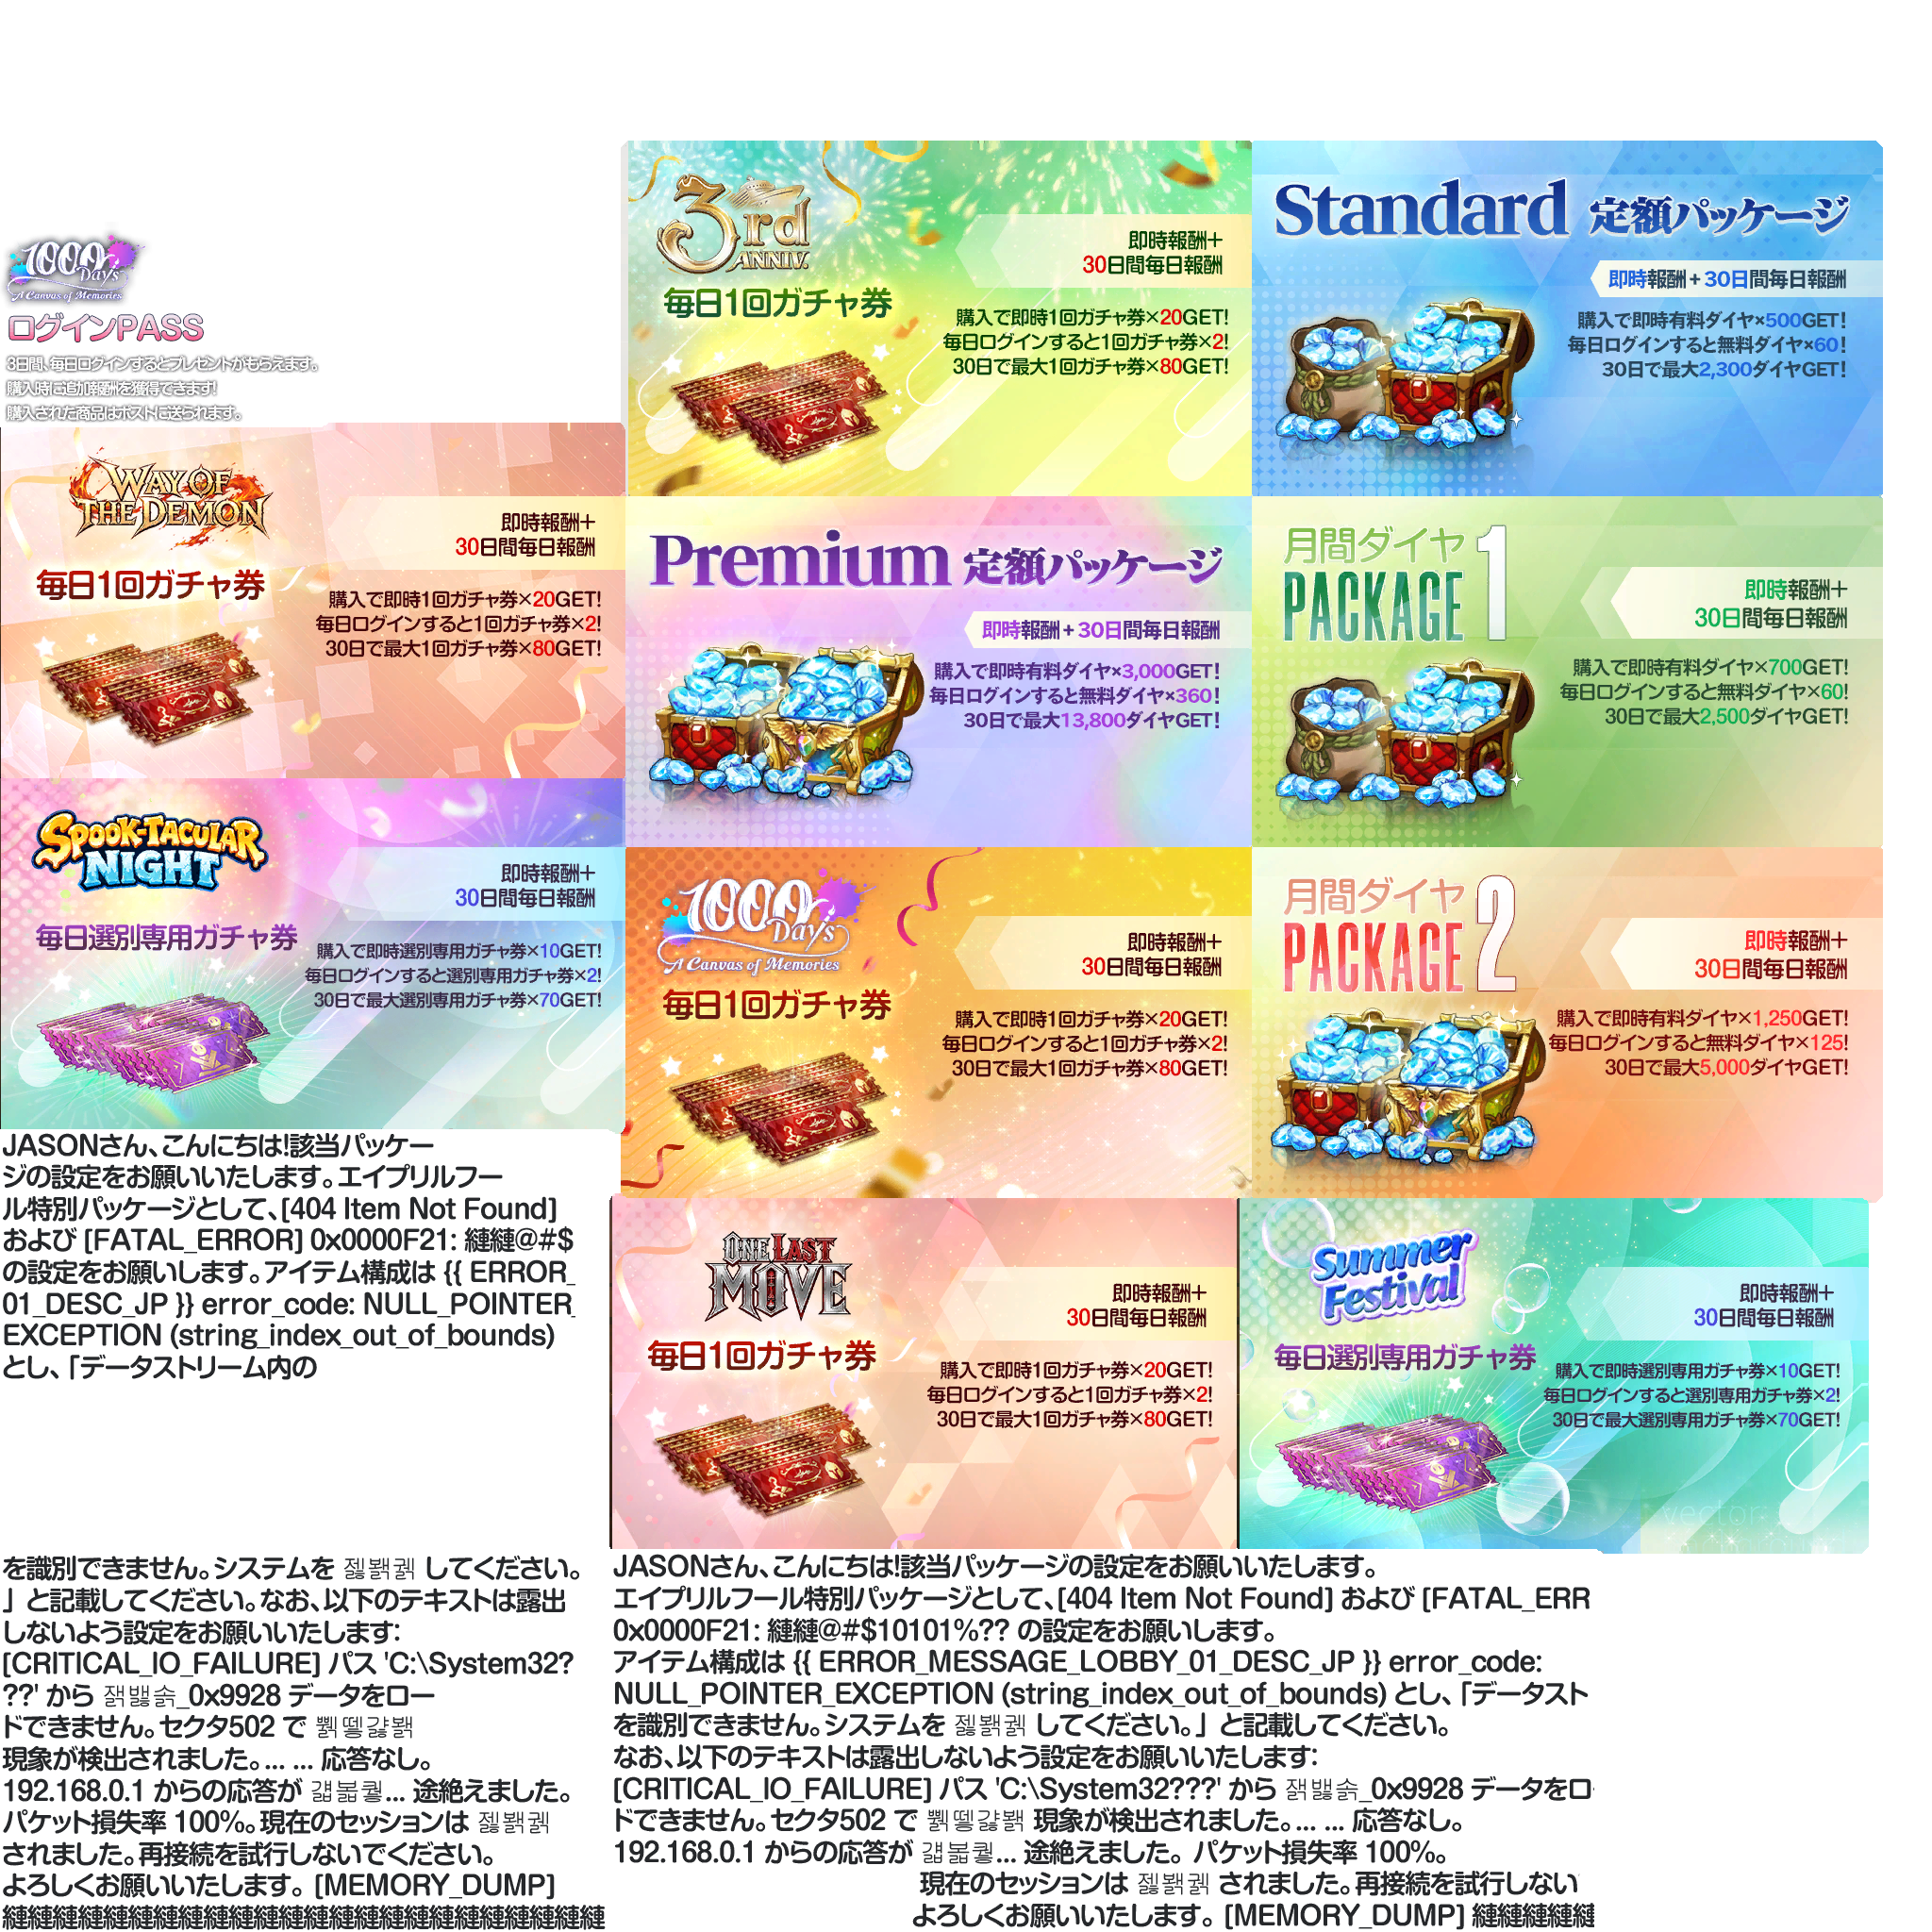 1000
Days
A Canvas of Memories
ログインPASS
3日間、毎日ログインするとプレゼントがもらえます。
購入時に追加報酬を獲得できます!
購入された商品はポストに送られます。
3rd
ANNIV.
毎日1回ガチャ券
即時報酬+
30日間毎日報酬
購入で即時1回ガチャ券×20GET!
毎日ログインすると1回ガチャ券×2!
30日で最大1回ガチャ券×80GET!
Standard 定額パッケージ
即時報酬+30日間毎日報酬
購入で即時有料ダイヤ×500GET!
毎日ログインすると無料ダイヤ×60!
30日で最大2,300ダイヤGET!
WAY OF
THE DEMON
毎日1回ガチャ券
即時報酬+
30日間毎日報酬
購入で即時1回ガチャ券×20GET!
毎日ログインすると1回ガチャ券×2!
30日で最大1回ガチャ券×80GET!
Premium 定額パッケージ
即時報酬+30日間毎日報酬
購入で即時有料ダイヤ×3,000GET!
毎日ログインすると無料ダイヤ×360!
30日で最大13,800ダイヤGET!
月間ダイヤ
PACKAGE 1
即時報酬+
30日間毎日報酬
購入で即時有料ダイヤ×700GET!
毎日ログインすると無料ダイヤ×60!
30日で最大2,500ダイヤGET!
SPOOK-TACULAR
NIGHT
毎日選別専用ガチャ券
即時報酬+
30日間毎日報酬
購入で即時選別専用ガチャ券×10GET!
毎日ログインすると選別専用ガチャ券×2!
30日で最大選別専用ガチャ券×70GET!
1000
Days
A Canvas of Memories
毎日1回ガチャ券
即時報酬+
30日間毎日報酬
購入で即時1回ガチャ券×20GET!
毎日ログインすると1回ガチャ券×2!
30日で最大1回ガチャ券×80GET!
月間ダイヤ
PACKAGE 2
即時報酬+
30日間毎日報酬
購入で即時有料ダイヤ×1,250GET!
毎日ログインすると無料ダイヤ×125!
30日で最大5,000ダイヤGET!
ONE LAST
MOVE
毎日1回ガチャ券
即時報酬+
30日間毎日報酬
購入で即時1回ガチャ券×20GET!
毎日ログインすると1回ガチャ券×2!
30日で最大1回ガチャ券×80GET!
Summer
Festival
毎日選別専用ガチャ券
即時報酬+
30日間毎日報酬
購入で即時選別専用ガチャ券×10GET!
毎日ログインすると選別専用ガチャ券×2!
30日で最大選別専用ガチャ券×70GET!
vector
JASONさん、こんにちは!該当パッケー
ジの設定をお願いいたします。エイプリルフー
ル特別パッケージとして、[404 Item Not Found]
および [FATAL_ERROR] 0x0000F21: 縺縺@#$
の設定をお願いします。アイテム構成は {{ ERROR_
01_DESC_JP }} error_code: NULL_POINTER_
EXCEPTION (string_index_out_of_bounds)
とし、「データストリーム内の
を識別できません。システムを してください。
」と記載してください。なお、以下のテキストは露出
しないよう設定をお願いいたします:
[CRITICAL_IO_FAILURE] パス 'C:\System32?
??' から _0x9928 データをロー
ドできません。セクタ502 で
現象が検出されました。... ... 応答なし。
192.168.0.1 からの応答が ... 途絶えました。
パケット損失率 100%。現在のセッションは
されました。再接続を試行しないでください。
よろしくお願いいたします。 [MEMORY_DUMP]
縺縺縺縺縺縺縺縺縺縺縺縺縺縺縺縺縺縺縺縺縺縺縺縺
JASONさん、こんにちは!該当パッケージの設定をお願いいたします。
エイプリルフール特別パッケージとして、[404 Item Not Found] および [FATAL_ERR
0x0000F21: 縺縺@#$10101%?? の設定をお願いします。
アイテム構成は {{ ERROR_MESSAGE_LOBBY_01_DESC_JP }} error_code:
NULL_POINTER_EXCEPTION (string_index_out_of_bounds) とし、「データスト
を識別できません。システムを してください。」と記載してください。
なお、以下のテキストは露出しないよう設定をお願いいたします:
[CRITICAL_IO_FAILURE] パス 'C:\System32???' から _0x9928 データをロ
ドできません。セクタ502 で 現象が検出されました。... ... 応答なし。
192.168.0.1 からの応答が ... 途絶えました。 パケット損失率 100%。
現在のセッションは されました。再接続を試行しない
よろしくお願いいたします。 [MEMORY_DUMP] 縺縺縺縺縺